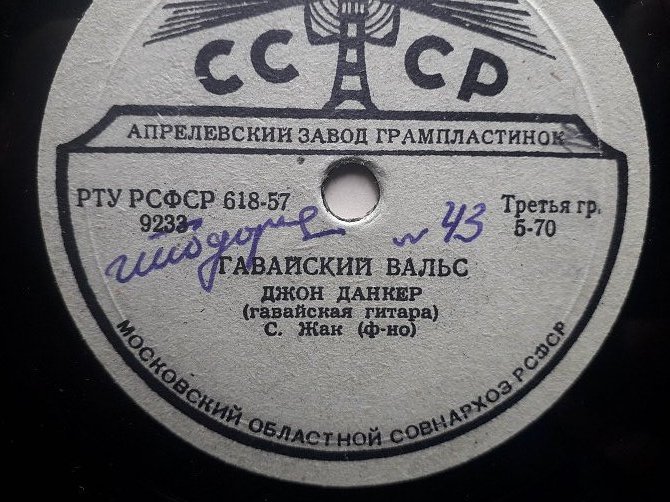 СССР
АПРЕЛЕВСКИЙ ЗАВОД ГРАМПЛАСТИНОК
РТУ РСФСР 618-57
9233
№ 43
Третья гр.
5-70
ГАВАЙСКИЙ ВАЛЬС
ДЖОН ДАНКЕР
(гавайская гитара)
С. Жак (ф-но)
МОСКОВСКИЙ ОБЛАСТНОЙ СОВНАРХОЗ РСФСР